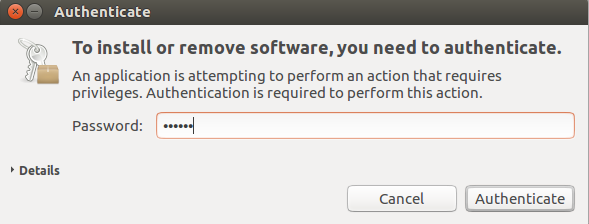 Authenticate
To install or remove software, you need to authenticate.
An application is attempting to perform an action that requires
privileges. Authentication is required to perform this action.
Password: ••••••
Details
Cancel Authenticate